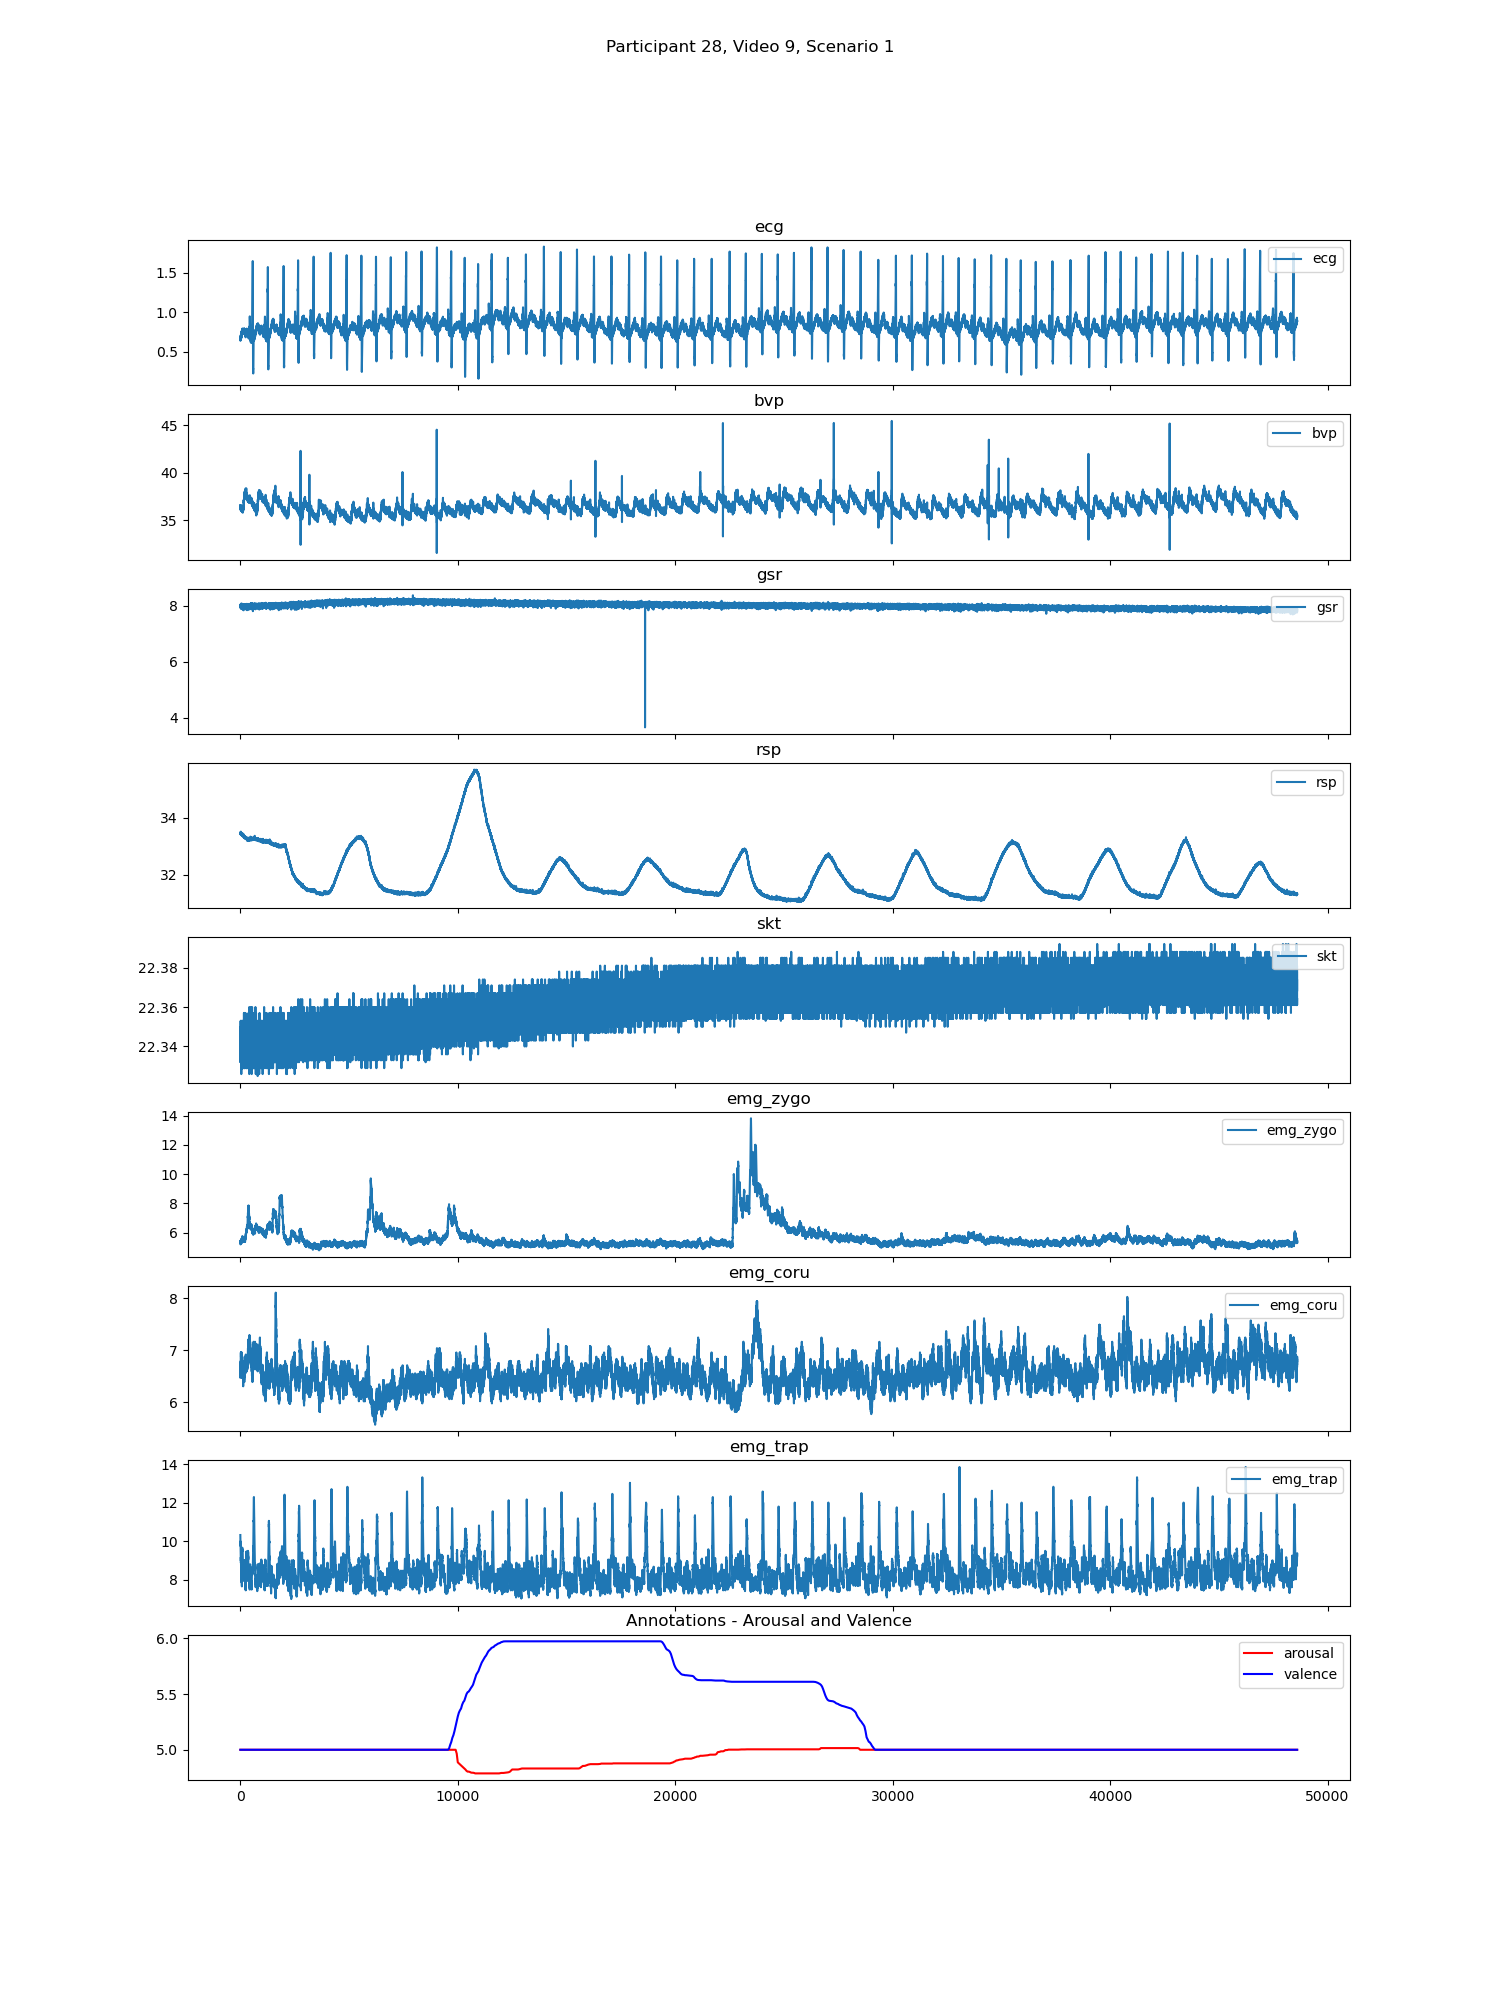 Participant 28, Video 9, Scenario 1
ecg
1.5
1.0
0.5
ecg
bvp
45
40
35
bvp
gsr
8
6
4
gsr
rsp
34
32
rsp
skt
22.38
22.36
22.34
skt
emg_zygo
14
12
10
8
6
emg_zygo
emg_coru
8
7
6
emg_coru
emg_trap
14
12
10
8
emg_trap
Annotations - Arousal and Valence
6.0
5.5
5.0
arousal
valence
0 10000 20000 30000 40000 50000